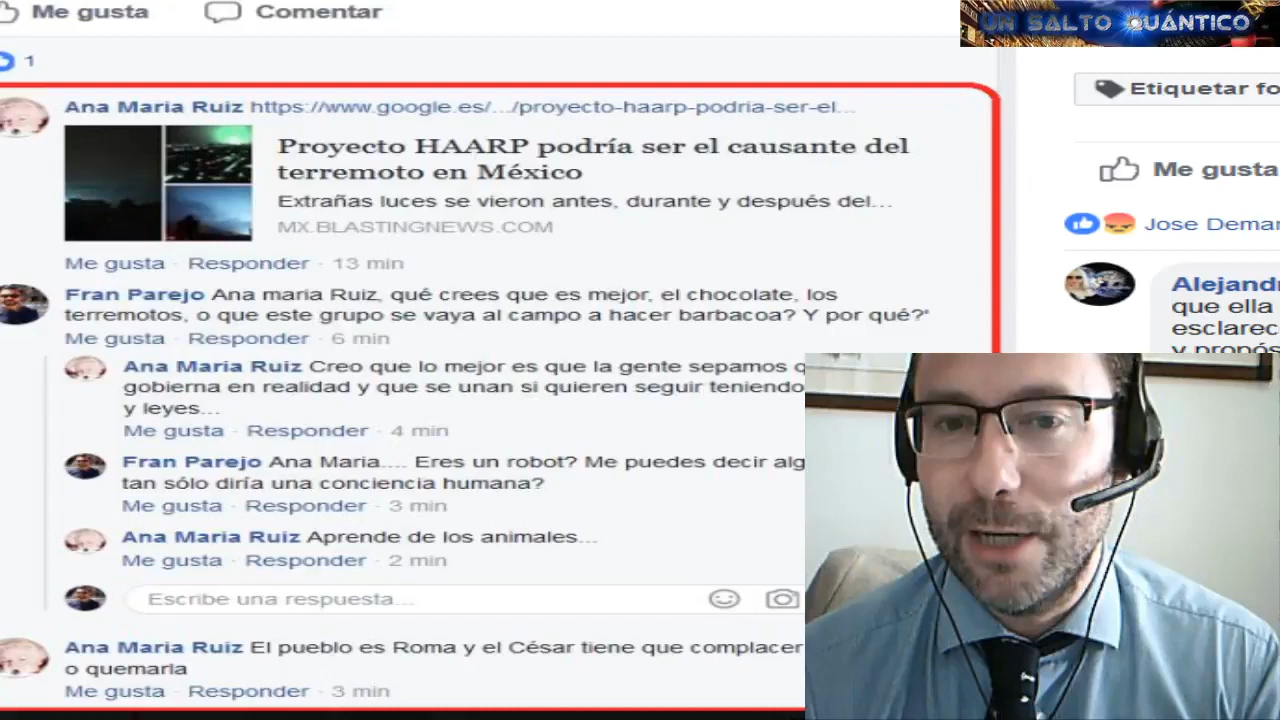 Me gusta Comentar
UN SALTO QUÁNTICO
1
Ana Maria Ruiz https://www.google.es/.../proyecto-haarp-podria-ser-el...
Proyecto HAARP podría ser el causante del
terremoto en México
Extrañas luces se vieron antes, durante y después del...
MX.BLASTINGNEWS.COM
Me gusta · Responder · 13 min
Fran Parejo Ana maria Ruiz, qué crees que es mejor, el chocolate, los
terremotos, o que este grupo se vaya al campo a hacer barbacoa? Y por qué?"
Me gusta · Responder · 6 min
Ana Maria Ruiz Creo que lo mejor es que la gente sepamos q
gobierna en realidad y que se unan si quieren seguir teniendo
y leyes...
Me gusta · Responder · 4 min
Fran Parejo Ana Maria.... Eres un robot? Me puedes decir alg
tan sólo diría una conciencia humana?
Me gusta · Responder · 3 min
Ana Maria Ruiz Aprende de los animales...
Me gusta · Responder · 2 min
Escribe una respuesta...
Ana Maria Ruiz El pueblo es Roma y el César tiene que complacer
o quemarla
Me gusta · Responder · 3 min
Etiquetar fo
Me gusta
Jose Demar
Alejandr
que ella
esclarec
y propós